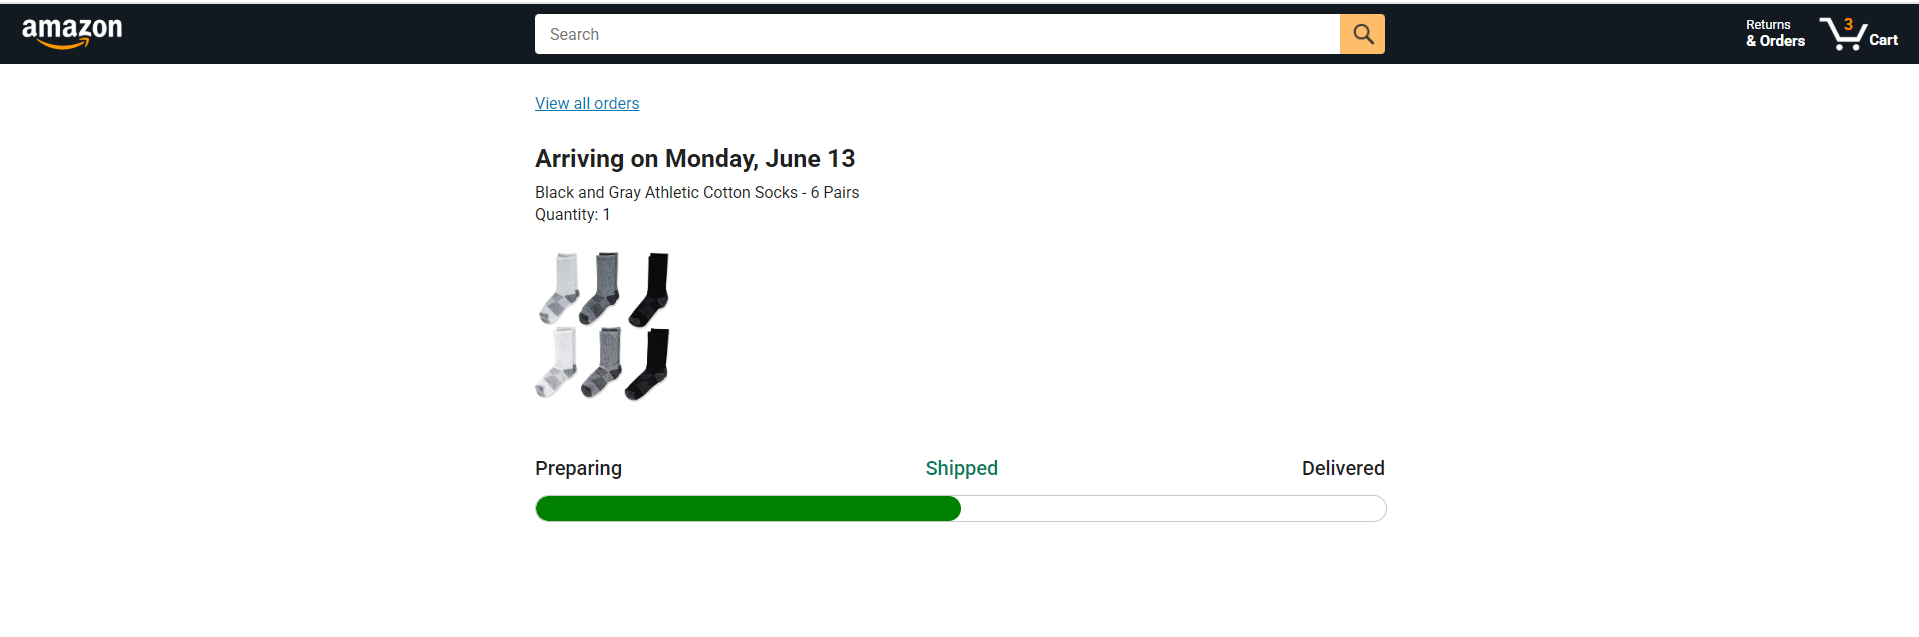 amazon
Search
Returns
& Orders
3
Cart
View all orders
Arriving on Monday, June 13
Black and Gray Athletic Cotton Socks - 6 Pairs
Quantity: 1
Preparing
Shipped
Delivered